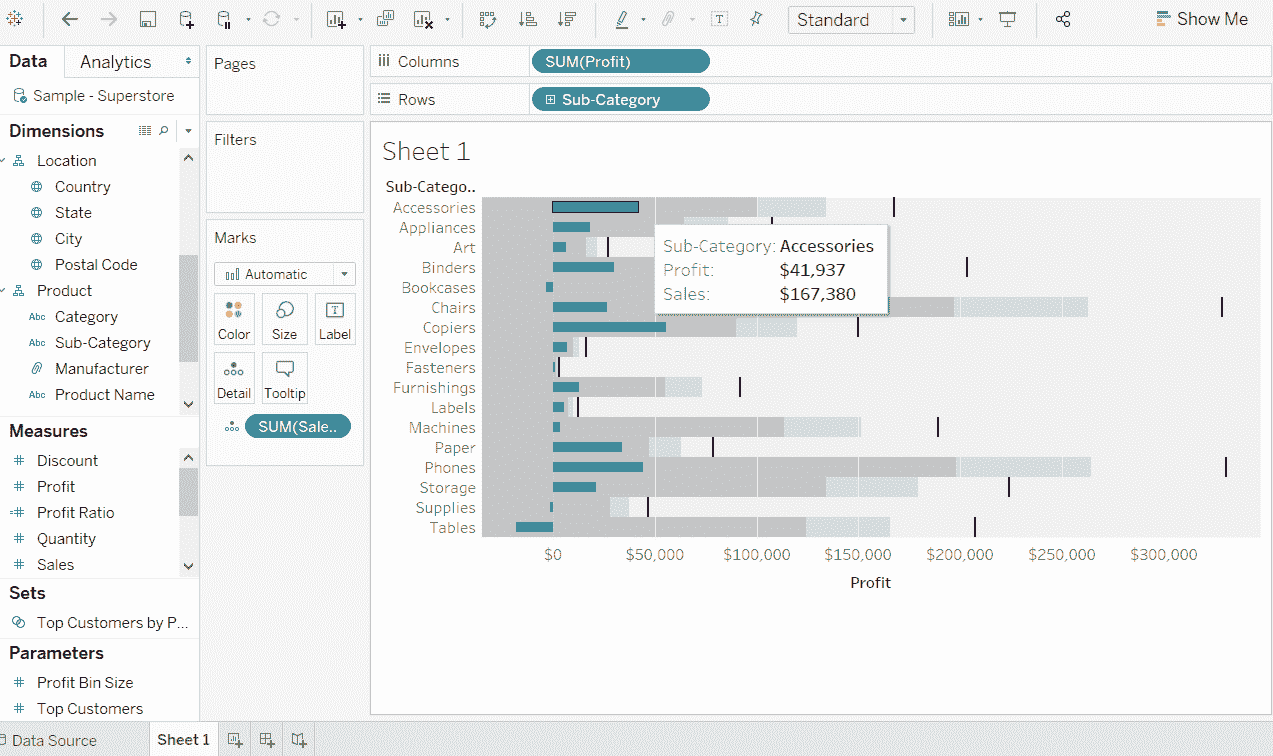 Standard
Show Me
Data
Analytics
Sample - Superstore
Dimensions
Location
Country
State
City
Postal Code
Product
Abc Category
Abc Sub-Category
Manufacturer
Abc Product Name
Measures
# Discount
# Profit
=# Profit Ratio
# Quantity
# Sales
Sets
Top Customers by P...
Parameters
# Profit Bin Size
# Top Customers
Pages
Filters
Marks
Automatic
Color
Size
T
Label
Detail
Tooltip
SUM(Sale..
Columns
SUM(Profit)
Rows
Sub-Category
Sheet 1
Sub-Catego..
Accessories
Appliances
Art
Binders
Bookcases
Chairs
Copiers
Envelopes
Fasteners
Furnishings
Labels
Machines
Paper
Phones
Storage
Supplies
Tables
Sub-Category: Accessories
Profit: $41,937
Sales: $167,380
$0 $50,000 $100,000 $150,000 $200,000 $250,000 $300,000
Profit
Data Source
Sheet 1